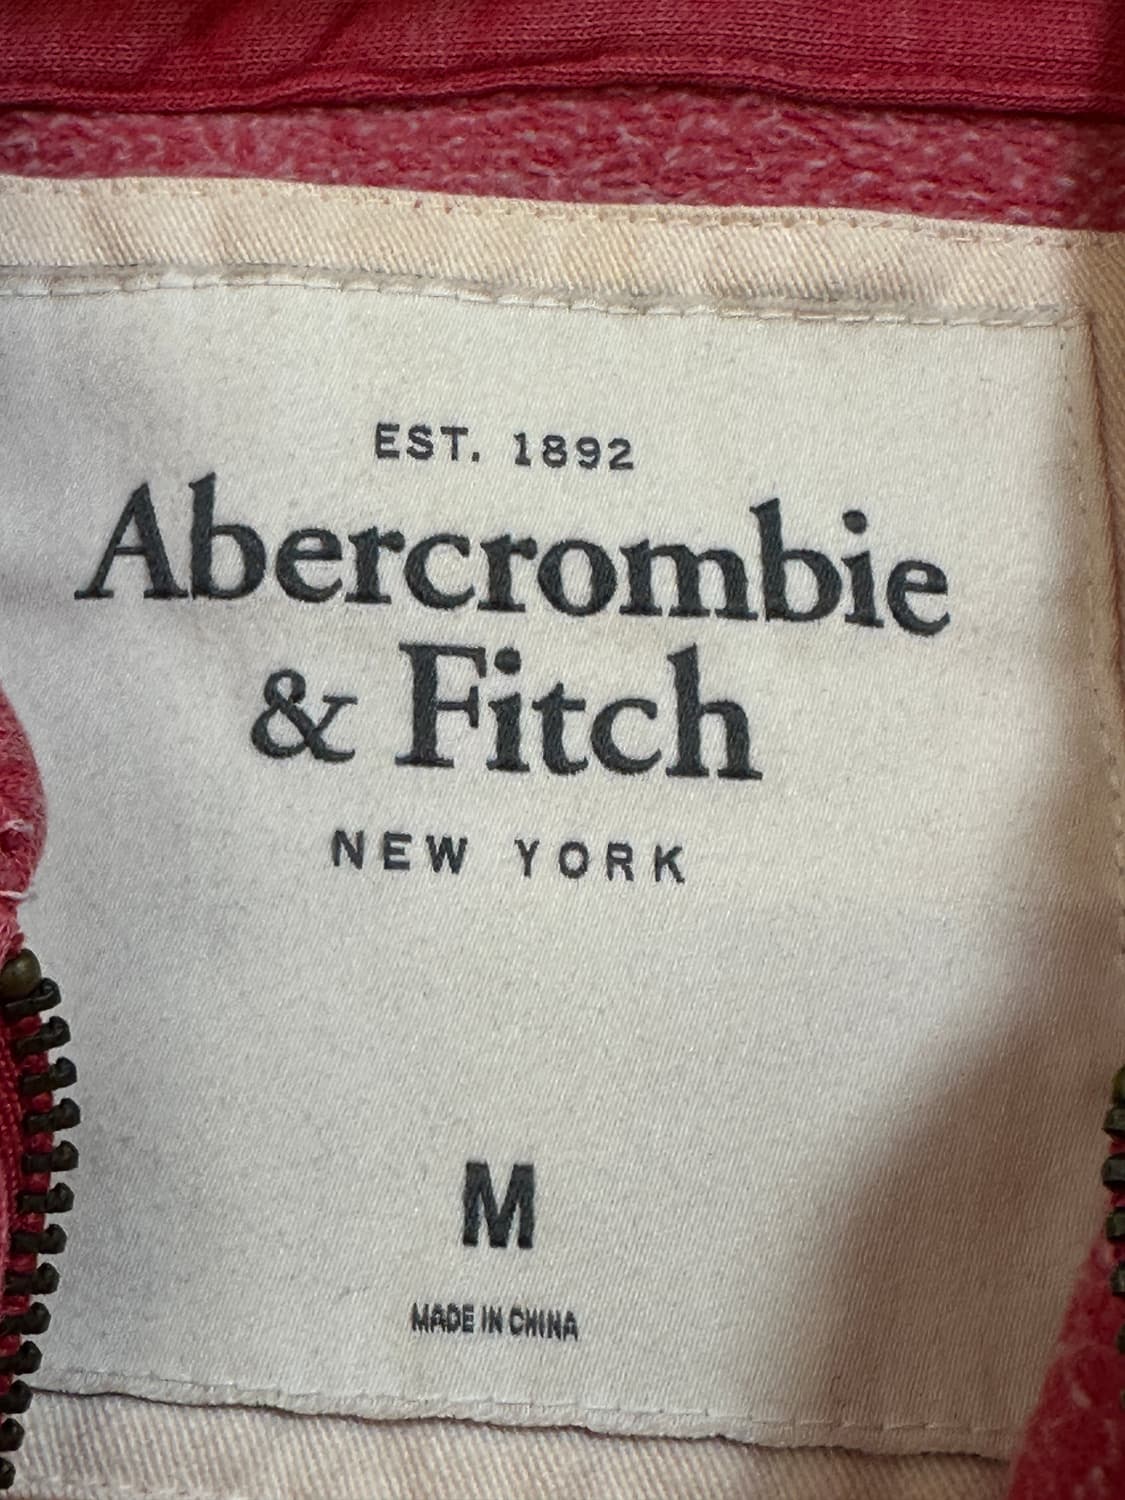 EST. 1892
Abercrombie
& Fitch
NEW YORK
M
MADE IN CHINA